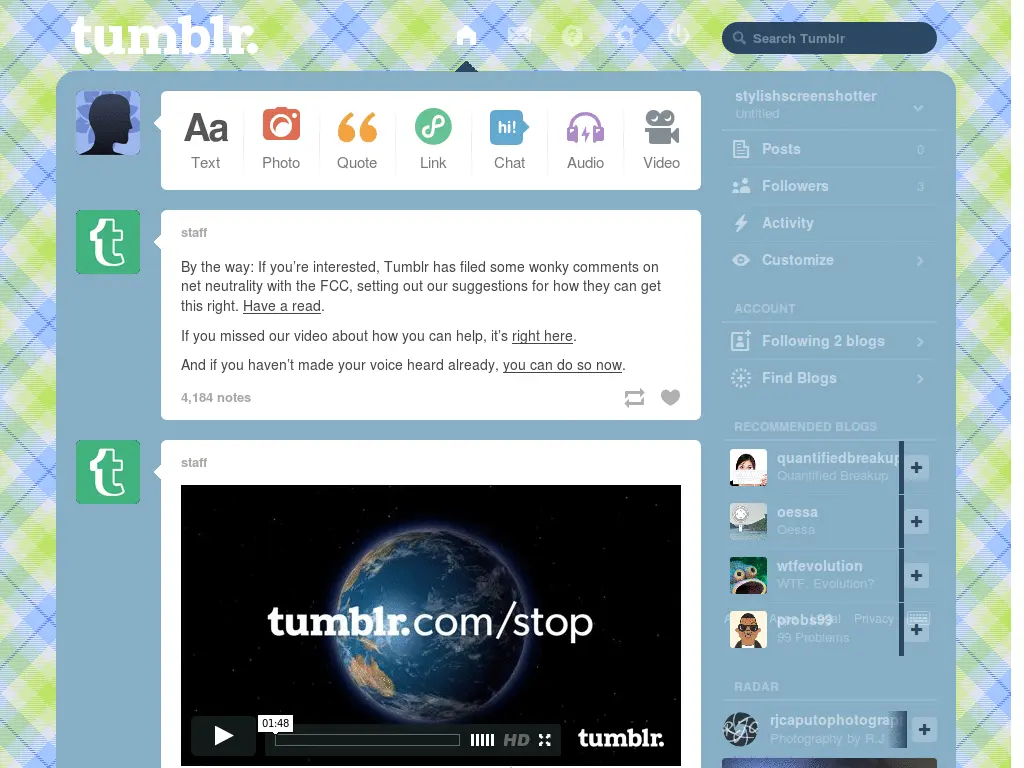 tumblr.
Search Tumblr
Aa
Text
Photo
Quote
Link
hi!
Chat
Audio
Video
stylishscreenshotter
Untitled
Posts 0
Followers 3
Activity
Customize
ACCOUNT
Following 2 blogs
Find Blogs
RECOMMENDED BLOGS
quantifiedbreakup
Quantified Breakup
oessa
Oessa
wtfevolution
WTF, Evolution?
probs99
99 Problems
Legal Privacy
RADAR
rjcaputophotograp
Photography by R.J
staff
By the way: If you’re interested, Tumblr has filed some wonky comments on
net neutrality with the FCC, setting out our suggestions for how they can get
this right. Have a read.
If you missed our video about how you can help, it’s right here.
And if you haven’t made your voice heard already, you can do so now.
4,184 notes
staff
tumblr.com/stop
01:48
HD
tumblr.